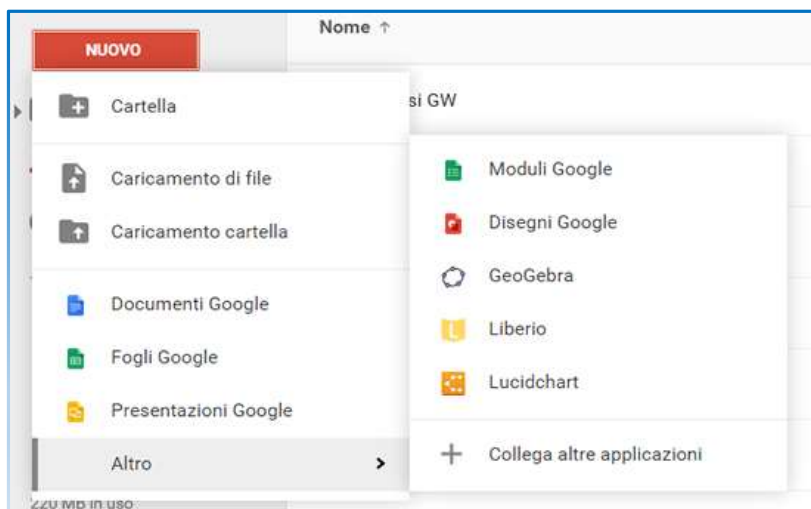 Nome ↑
NUOVO
si GW
Cartella
Caricamento di file
Caricamento cartella
Documenti Google
Fogli Google
Presentazioni Google
Altro
Moduli Google
Disegni Google
GeoGebra
Liberio
Lucidchart
Collega altre applicazioni
220 MB in uso